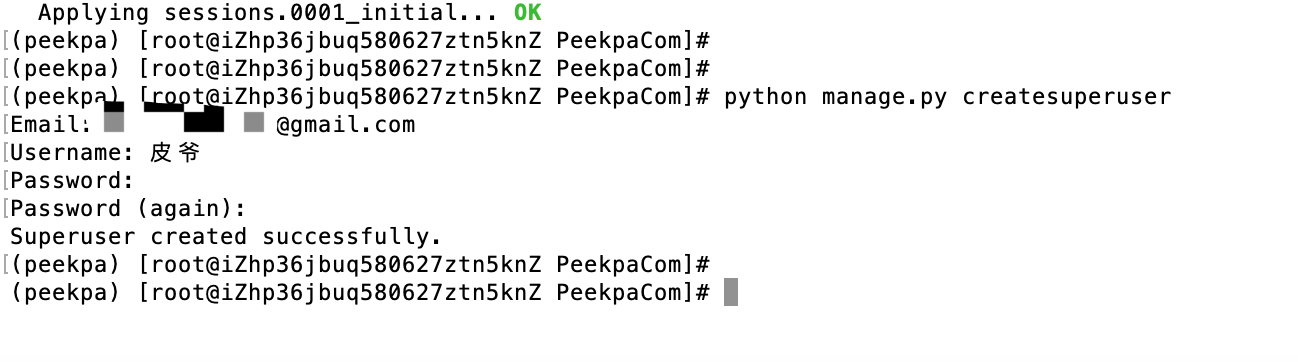 Applying sessions.0001_initial... OK
[(peekpa) [root@iZhp36jbuq580627ztn5knZ PeekpaCom]#
[(peekpa) [root@iZhp36jbuq580627ztn5knZ PeekpaCom]#
[(peekpa) [root@iZhp36jbuq580627ztn5knZ PeekpaCom]# python manage.py createsuperuser
[Email: @gmail.com
[Username: 皮爷
[Password:
[Password (again):
Superuser created successfully.
[(peekpa) [root@iZhp36jbuq580627ztn5knZ PeekpaCom]#
(peekpa) [root@iZhp36jbuq580627ztn5knZ PeekpaCom]#